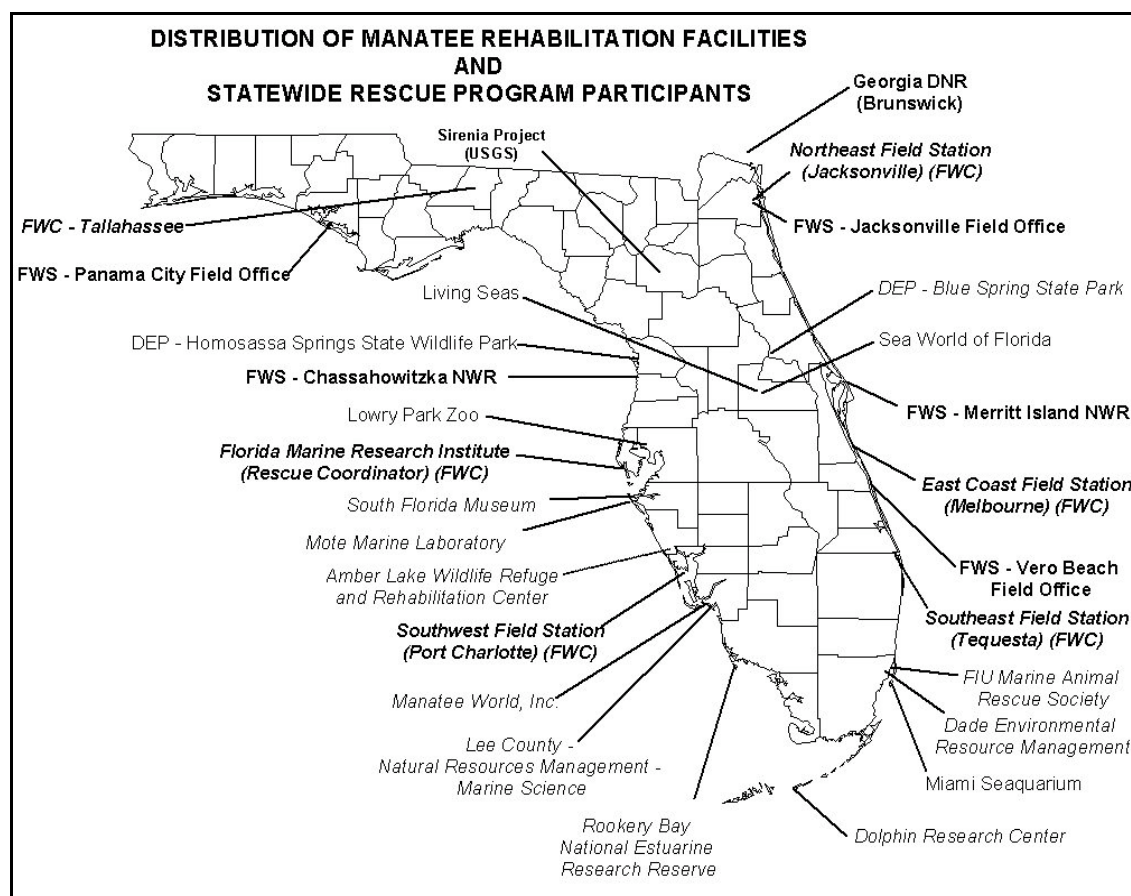 DISTRIBUTION OF MANATEE REHABILITATION FACILITIES
AND
STATEWIDE RESCUE PROGRAM PARTICIPANTS
Georgia DNR
(Brunswick)
Sirenia Project
(USGS)
Northeast Field Station
(Jacksonville) (FWC)
FWC - Tallahassee
FWS - Jacksonville Field Office
FWS - Panama City Field Office
Living Seas
DEP - Blue Spring State Park
DEP - Homosassa Springs State Wildlife Park
Sea World of Florida
FWS - Chassahowitzka NWR
FWS - Merritt Island NWR
Lowry Park Zoo
Florida Marine Research Institute
(Rescue Coordinator) (FWC)
East Coast Field Station
(Melbourne) (FWC)
South Florida Museum
Mote Marine Laboratory
FWS - Vero Beach
Field Office
Amber Lake Wildlife Refuge
and Rehabilitation Center
Southeast Field Station
(Tequesta) (FWC)
Southwest Field Station
(Port Charlotte) (FWC)
FIU Marine Animal
Rescue Society
Manatee World, Inc.
Dade Environmental
Resource Management
Lee County -
Natural Resources Management -
Marine Science
Miami Seaquarium
Rookery Bay
National Estuarine
Research Reserve
Dolphin Research Center